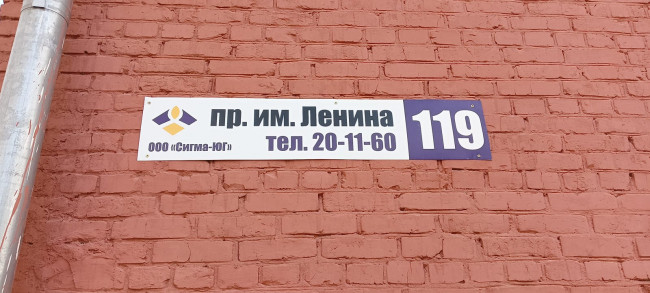 пр. им. Ленина
тел. 20-11-60
ООО «Сигма-ЮГ»
119